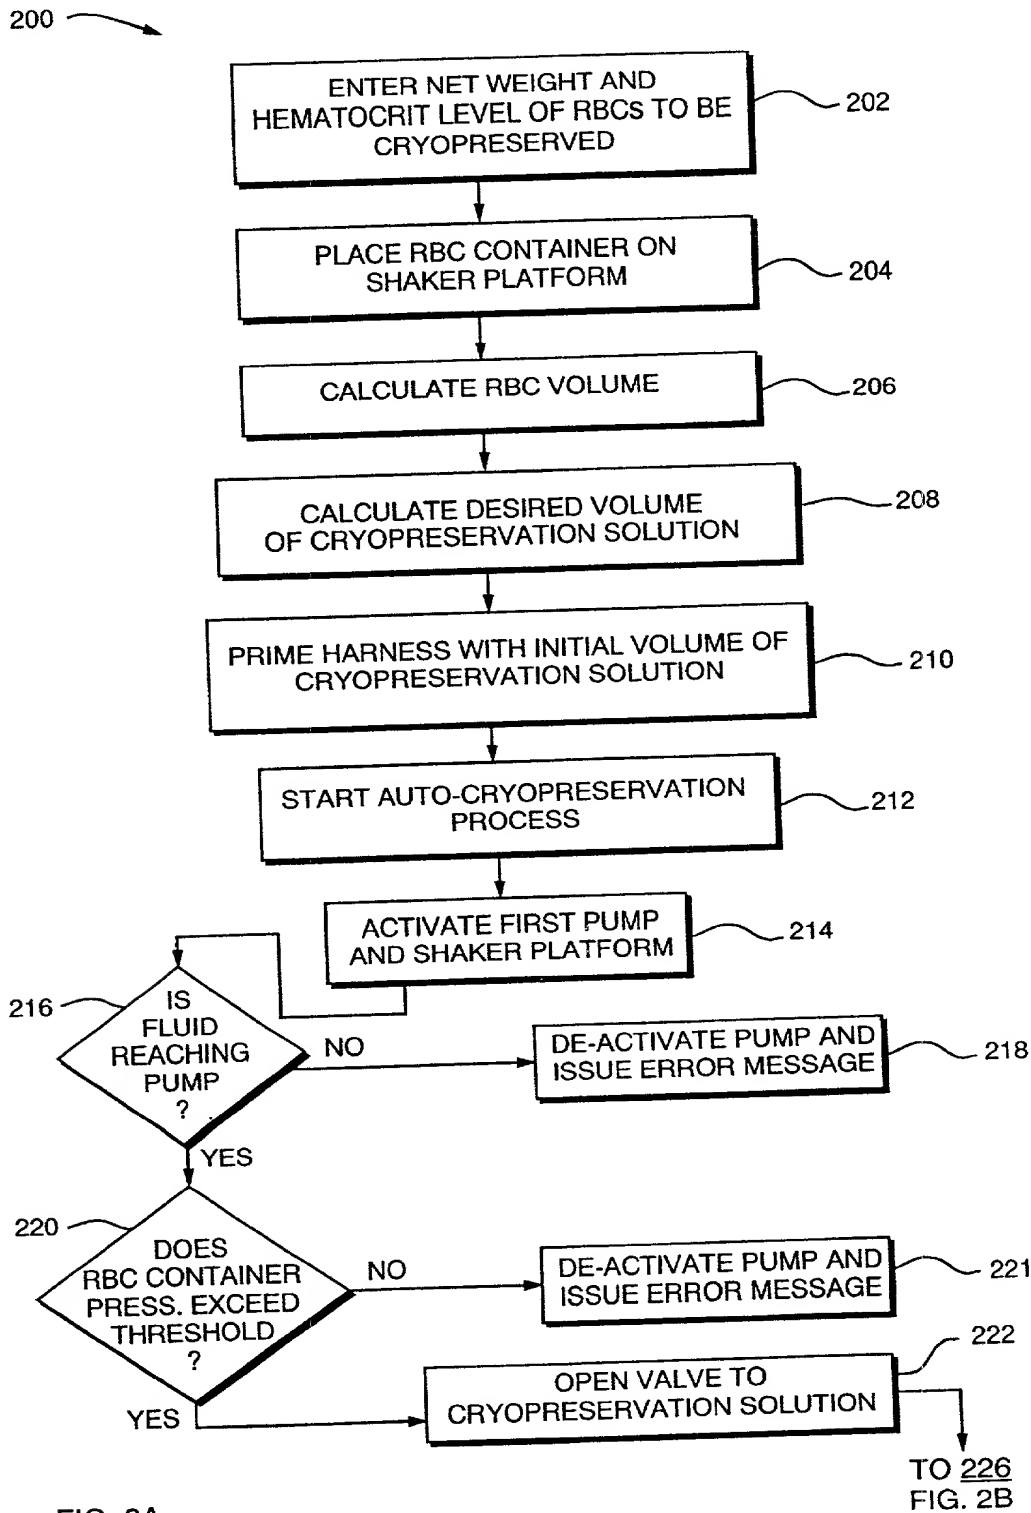 200
ENTER NET WEIGHT AND
HEMATOCRIT LEVEL OF RBCs TO BE
CRYOPRESERVED
202
PLACE RBC CONTAINER ON
SHAKER PLATFORM
204
CALCULATE RBC VOLUME
206
CALCULATE DESIRED VOLUME
OF CRYOPRESERVATION SOLUTION
208
PRIME HARNESS WITH INITIAL VOLUME OF
CRYOPRESERVATION SOLUTION
210
START AUTO-CRYOPRESERVATION
PROCESS
212
ACTIVATE FIRST PUMP
AND SHAKER PLATFORM
214
216
IS
FLUID
REACHING
PUMP
?
NO
DE-ACTIVATE PUMP AND
ISSUE ERROR MESSAGE
218
YES
220
DOES
RBC CONTAINER
PRESS. EXCEED
THRESHOLD
?
NO
DE-ACTIVATE PUMP AND
ISSUE ERROR MESSAGE
221
YES
OPEN VALVE TO
CRYOPRESERVATION SOLUTION
222
TO 226
FIG. 2B